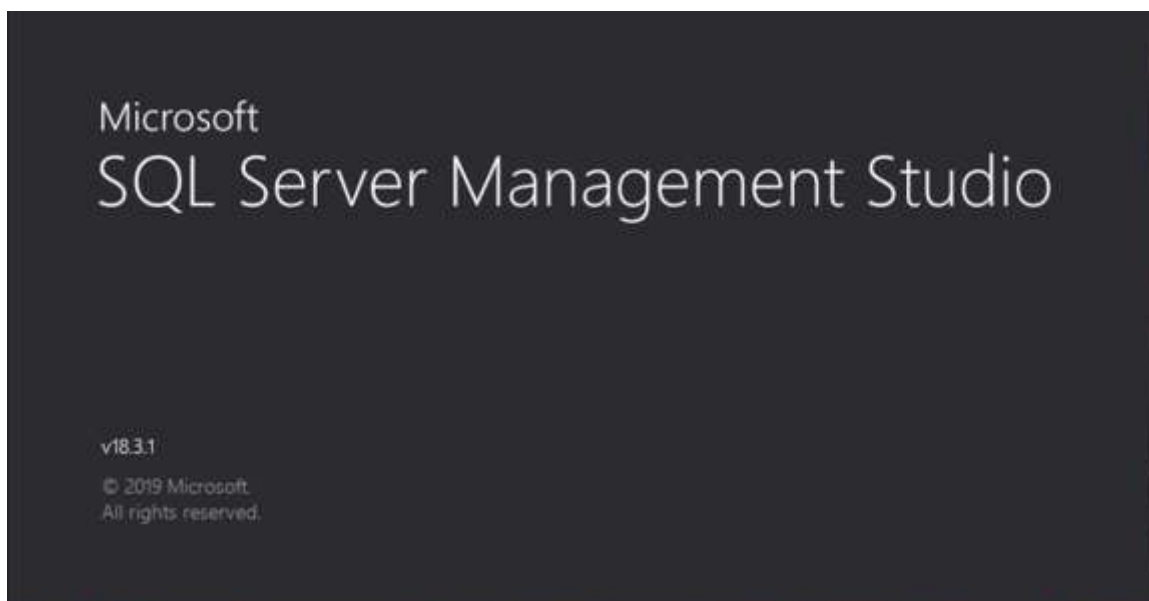 Microsoft
SQL Server Management Studio
v18.3.1
© 2019 Microsoft.
All rights reserved.